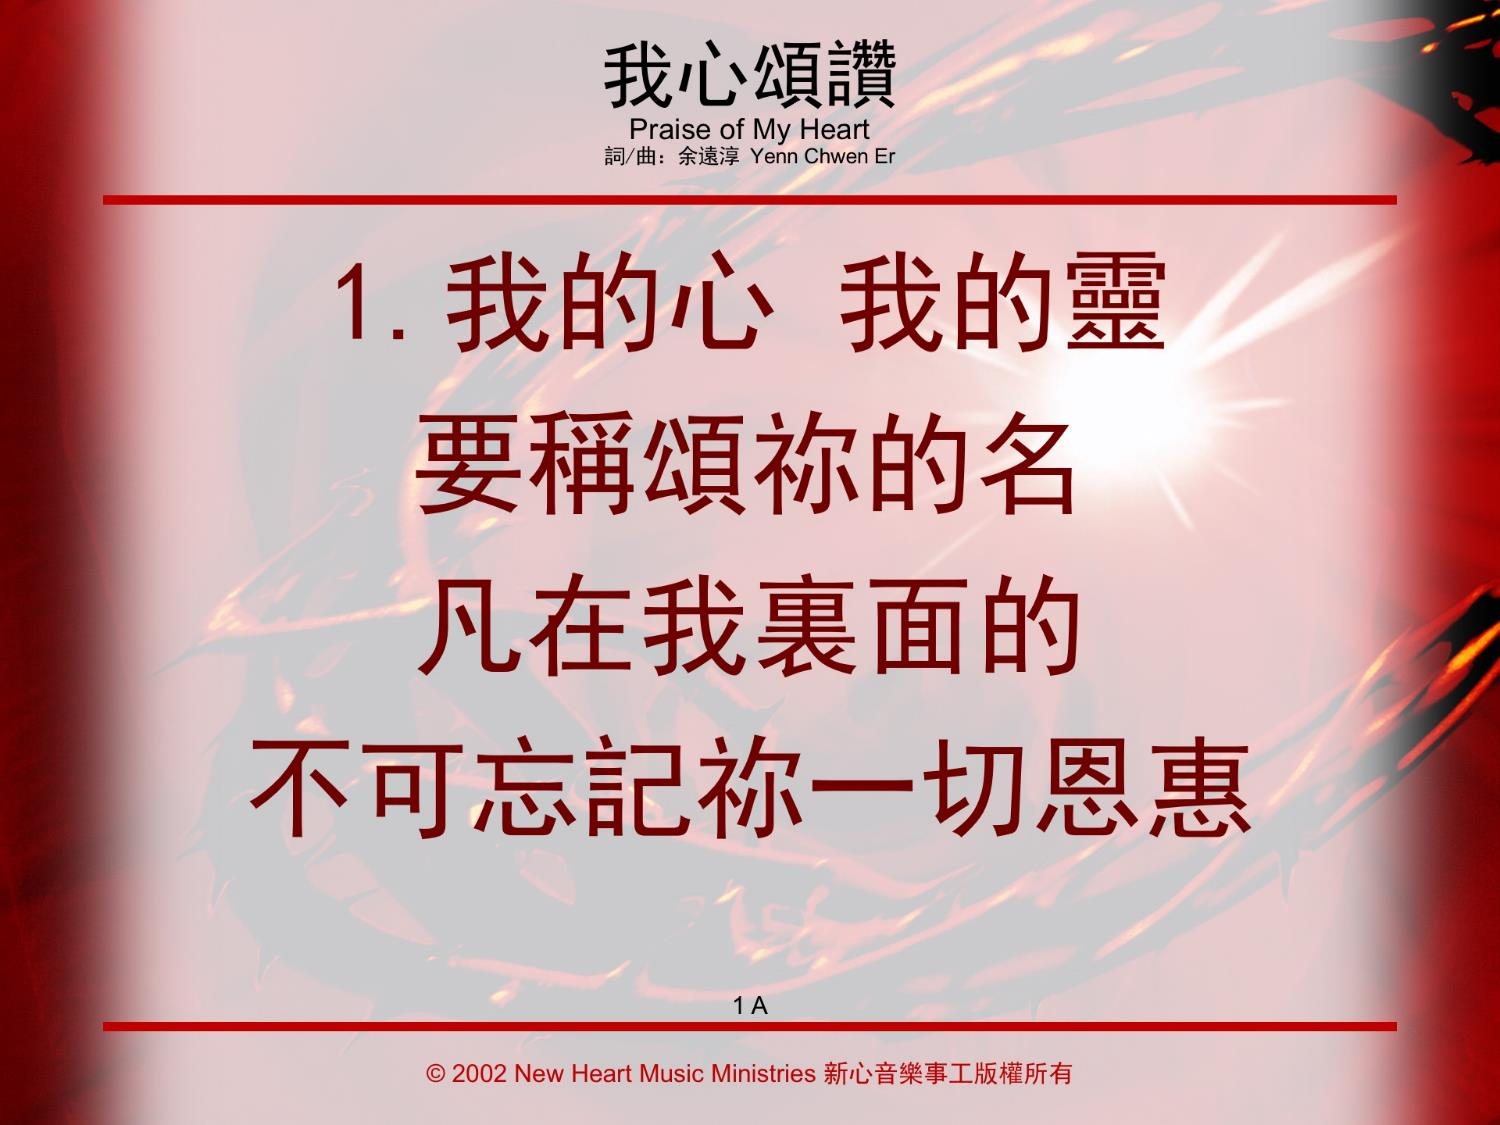 我心頌讚
Praise of My Heart
詞/曲：余遠淳 Yenn Chwen Er
1.我的心 我的靈
要稱頌祢的名
凡在我裏面的
不可忘記祢一切恩惠
1 A
© 2002 New Heart Music Ministries 新心音樂事工版權所有